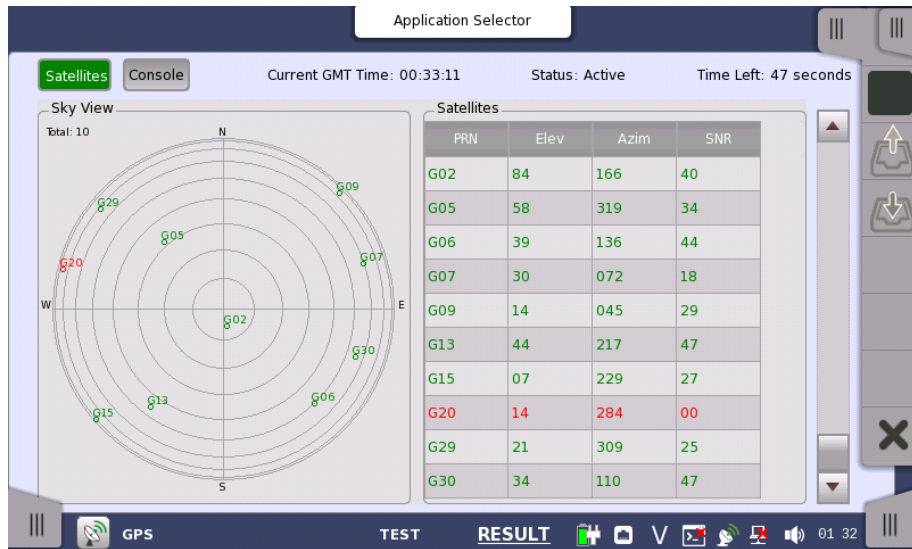 Application Selector
Satellites Console Current GMT Time: 00:33:11 Status: Active Time Left: 47 seconds
Sky View
Total: 10
N
G09
G29
G05
G07
G20
W
E
G02
G30
G06
G13
G15
S
Satellites
PRN Elev Azim SNR
G02 84 166 40
G05 58 319 34
G06 39 136 44
G07 30 072 18
G09 14 045 29
G13 44 217 47
G15 07 229 27
G20 14 284 00
G29 21 309 25
G30 34 110 47
GPS TEST RESULT V 01 32